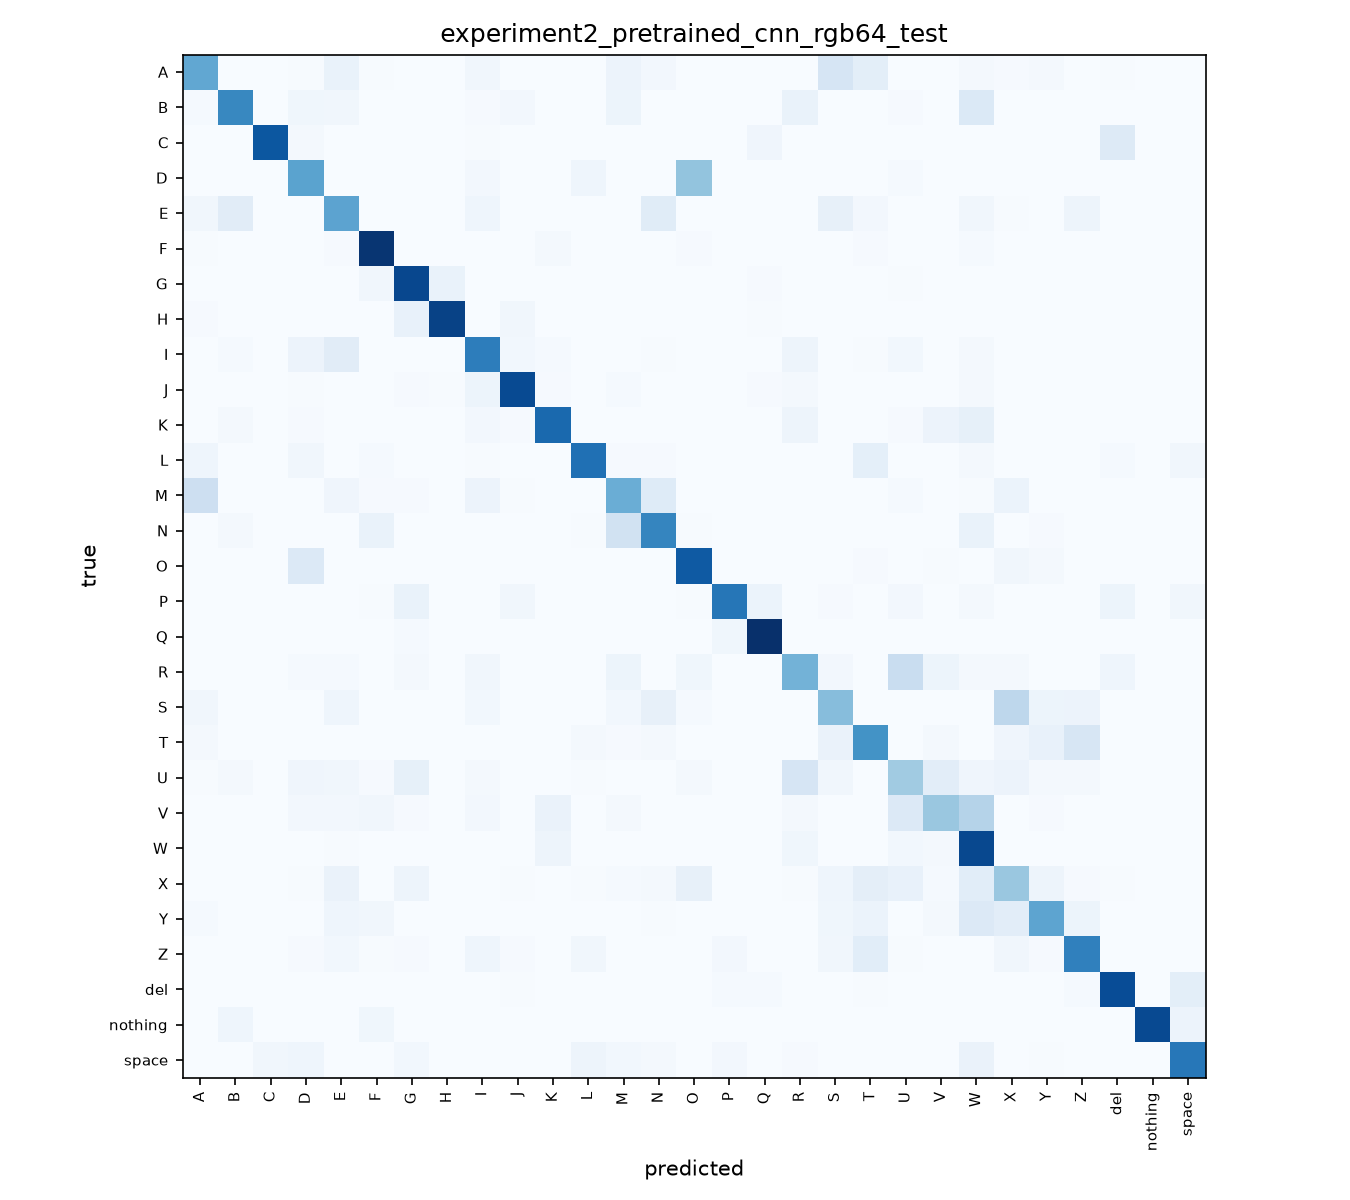 experiment2_pretrained_cnn_rgb64_test
A
B
C
D
E
F
G
H
I
J
K
L
M
N
O
P
Q
R
S
T
U
V
W
X
Y
Z
del
nothing
space
true
A B C D E F G H I J K L M N O P Q R S T U V W X Y Z del nothing space
predicted